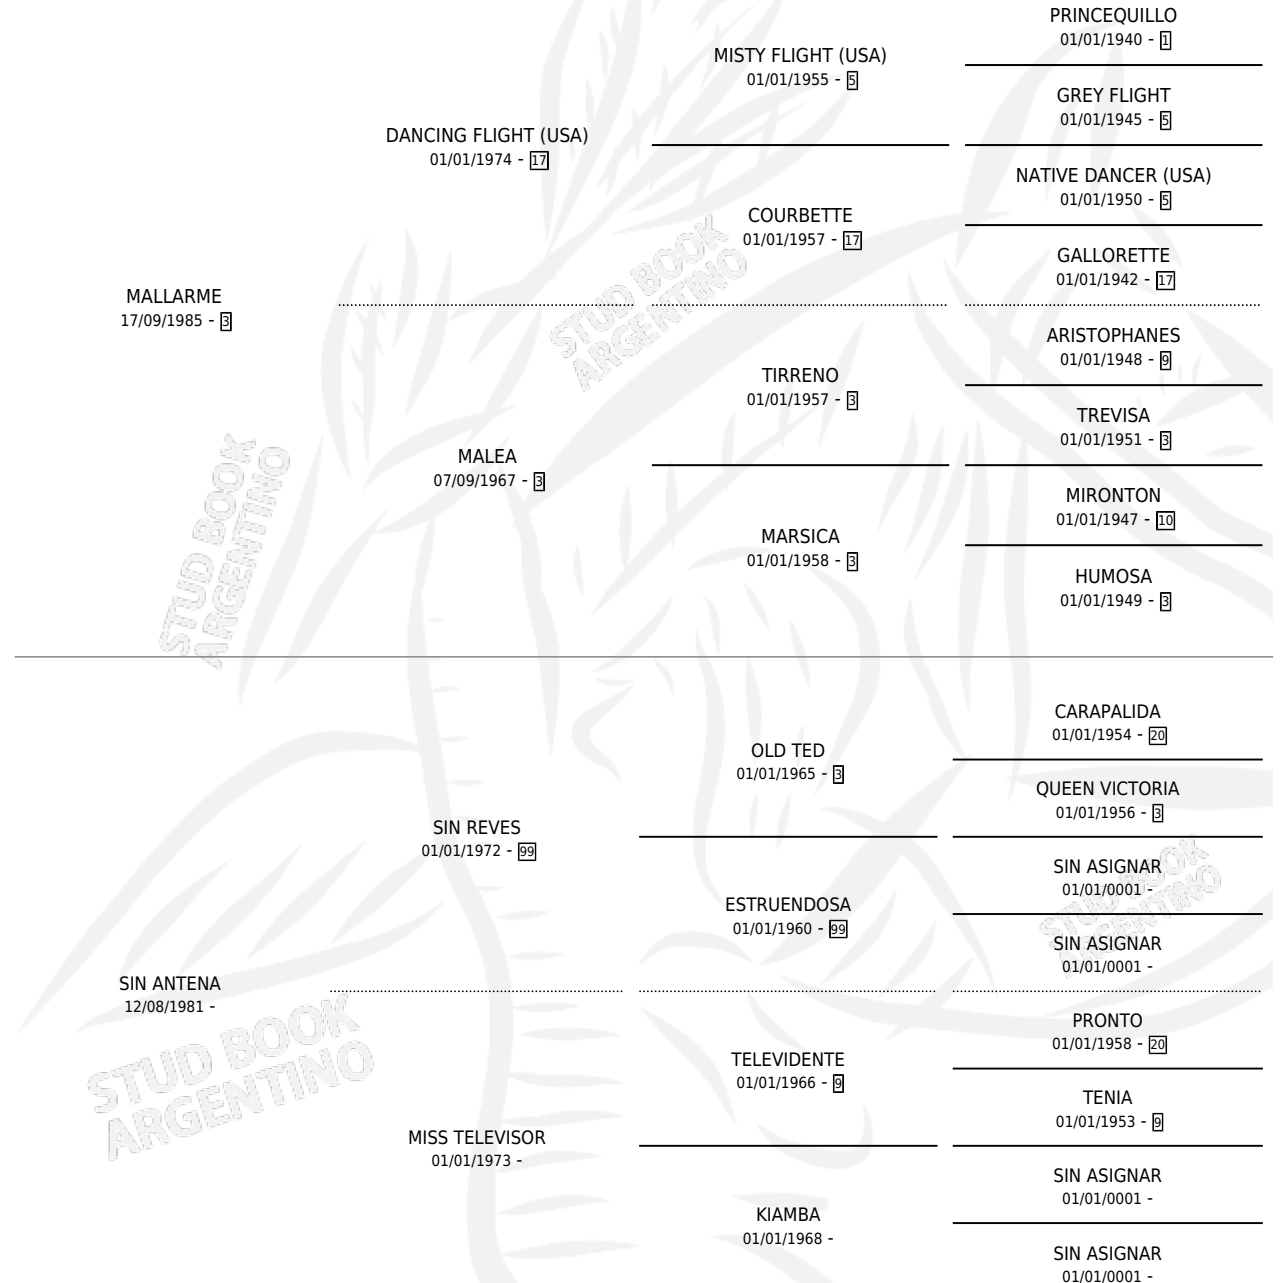 PRINCEQUILLO
01/01/1940 - 1
MISTY FLIGHT (USA)
01/01/1955 - 5
GREY FLIGHT
01/01/1945 - 5
DANCING FLIGHT (USA)
01/01/1974 - 17
NATIVE DANCER (USA)
01/01/1950 - 5
COURBETTE
01/01/1957 - 17
GALLORETTE
01/01/1942 - 17
MALLARME
17/09/1985 - 3
ARISTOPHANES
01/01/1948 - 9
TIRRENO
01/01/1957 - 3
TREVISA
01/01/1951 - 3
MALEA
07/09/1967 - 3
MIRONTON
01/01/1947 - 10
MARSICA
01/01/1958 - 3
HUMOSA
01/01/1949 - 3
CARAPALIDA
01/01/1954 - 20
OLD TED
01/01/1965 - 3
QUEEN VICTORIA
01/01/1956 - 3
SIN REVES
01/01/1972 - 99
SIN ASIGNAR
01/01/0001 -
ESTRUENDOSA
01/01/1960 - 99
SIN ASIGNAR
01/01/0001 -
SIN ANTENA
12/08/1981 -
PRONTO
01/01/1958 - 20
TELEVIDENTE
01/01/1966 - 9
TENIA
01/01/1953 - 9
MISS TELEVISOR
01/01/1973 -
SIN ASIGNAR
01/01/0001 -
KIAMBA
01/01/1968 -
SIN ASIGNAR
01/01/0001 -
STUD BOOK
ARGENTINO
STUD BOOK
ARGENTINO
STUD BOOK
ARGENTINO
STUD BOOK
ARGENTINO